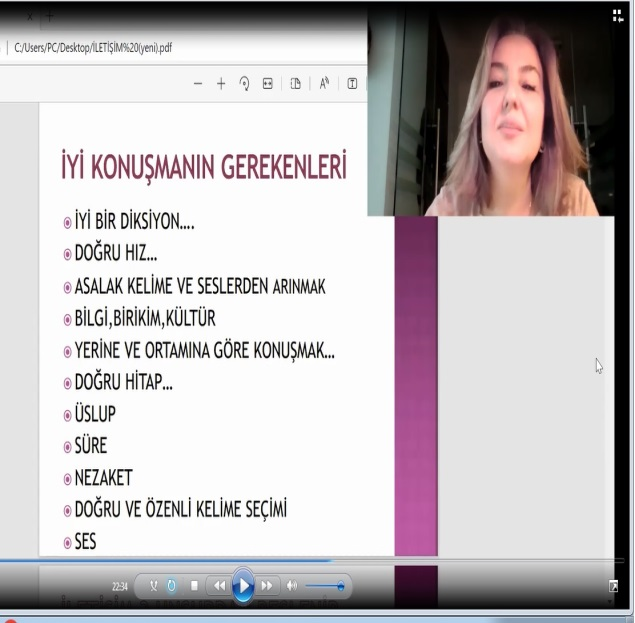 C:/Users/PC/Desktop/İLETİŞİM%20(yeni).pdf
İYİ KONUŞMANIN GEREKENLERİ
İYİ BİR DİKSİYON....
DOĞRU HIZ...
ASALAK KELİME VE SESLERDEN ARINMAK
BİLGİ,BİRİKİM,KÜLTÜR
YERİNE VE ORTAMINA GÖRE KONUŞMAK...
DOĞRU HİTAP...
ÜSLUP
SÜRE
NEZAKET
DOĞRU VE ÖZENLİ KELİME SEÇİMİ
SES
22:34